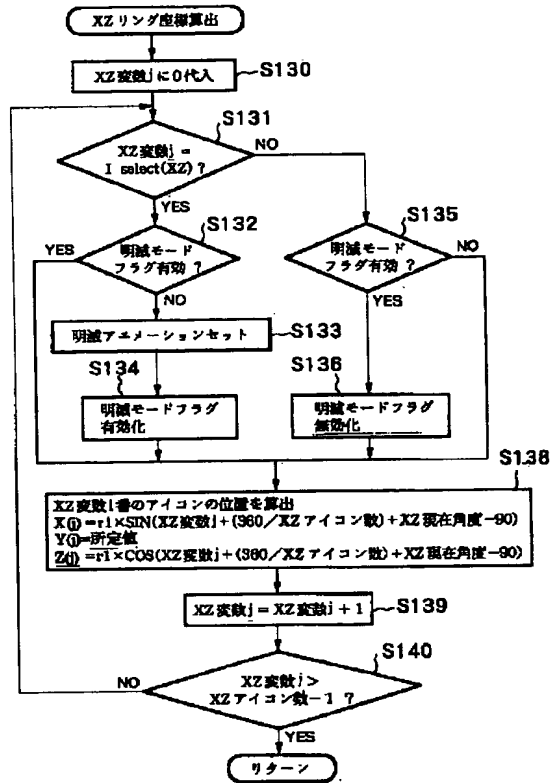 XZリング座標算出
XZ変数jに0代入
S130
S131
XZ変数j =
I select(XZ) ?
NO
YES
S132
S135
YES
明滅モード
フラグ有効 ?
明滅モード
フラグ有効 ?
NO
NO
YES
明滅アニメーションセット
S133
S134
S136
明滅モードフラグ
有効化
明滅モードフラグ
無効化
S138
XZ変数i番のアイコンの位置を算出
X(j) =r1×SIN(XZ変数j+(360/XZアイコン数)+XZ現在角度-90)
Y(j)=所定値
Z(j) =r1×COS(XZ変数j+(360/XZアイコン数)+XZ現在角度-90)
XZ変数j = XZ変数j + 1
S139
S140
NO
XZ変数j >
XZアイコン数-1 ?
YES
リターン